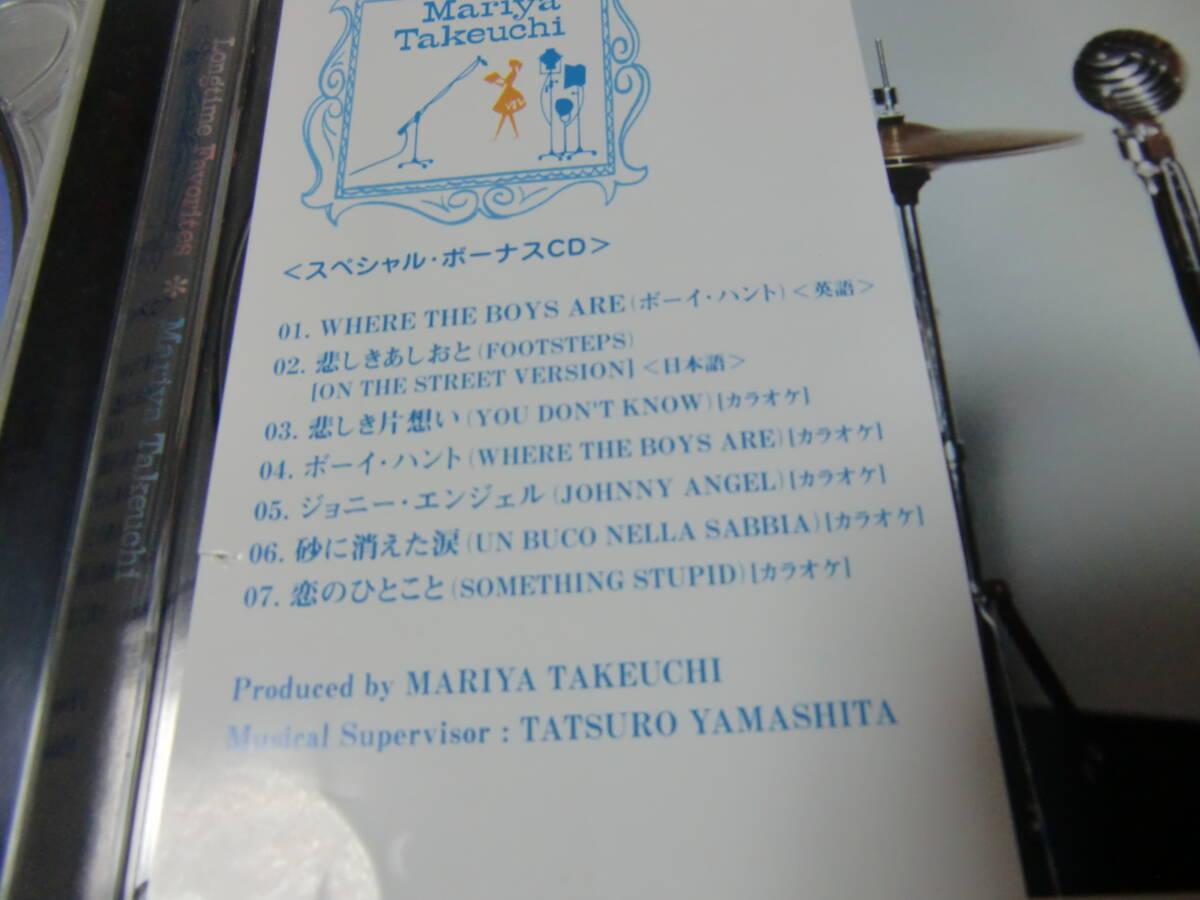 Mariya
Takeuchi
<スペシャル・ボーナスCD>
01. WHERE THE BOYS ARE(ボーイ・ハント)<英語>
02. 悲しきあしおと(FOOTSTEPS)
[ON THE STREET VERSION]<日本語>
03. 悲しき片想い(YOU DON'T KNOW)[カラオケ]
04. ボーイ・ハント(WHERE THE BOYS ARE)[カラオケ]
05. ジョニー・エンジェル(JOHNNY ANGEL)[カラオケ]
06. 砂に消えた涙(UN BUCO NELLA SABBIA)[カラオケ]
07. 恋のひとこと(SOMETHING STUPID)[カラオケ]
Produced by MARIYA TAKEUCHI
Musical Supervisor : TATSURO YAMASHITA
Longtime Favorites * Mariya Takeuchi